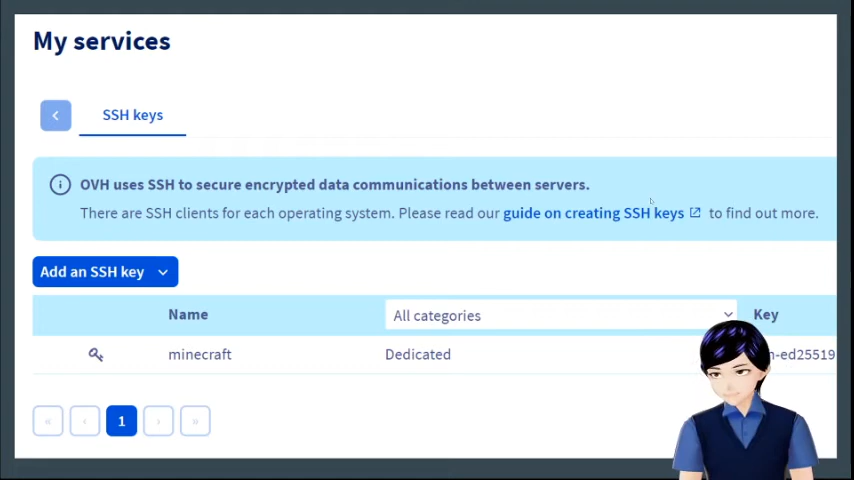 My services
SSH keys
OVH uses SSH to secure encrypted data communications between servers.
There are SSH clients for each operating system. Please read our guide on creating SSH keys to find out more.
Add an SSH key
Name All categories Key
minecraft Dedicated -ed25519
« ‹ 1 › »